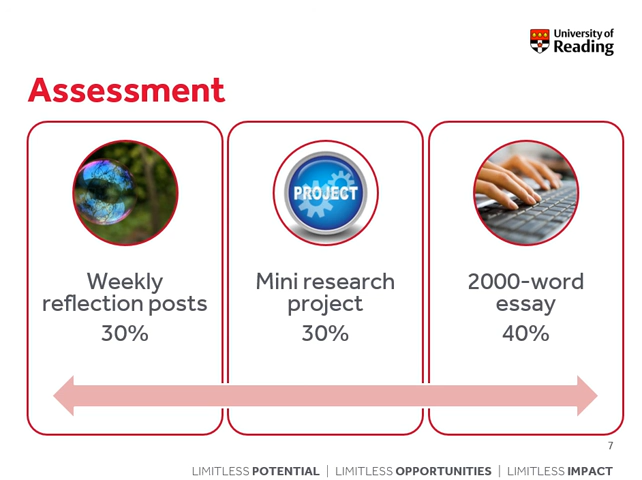 University of
Reading
Assessment
PROJECT
Weekly
reflection posts
30%
Mini research
project
30%
2000-word
essay
40%
7
LIMITLESS POTENTIAL | LIMITLESS OPPORTUNITIES | LIMITLESS IMPACT